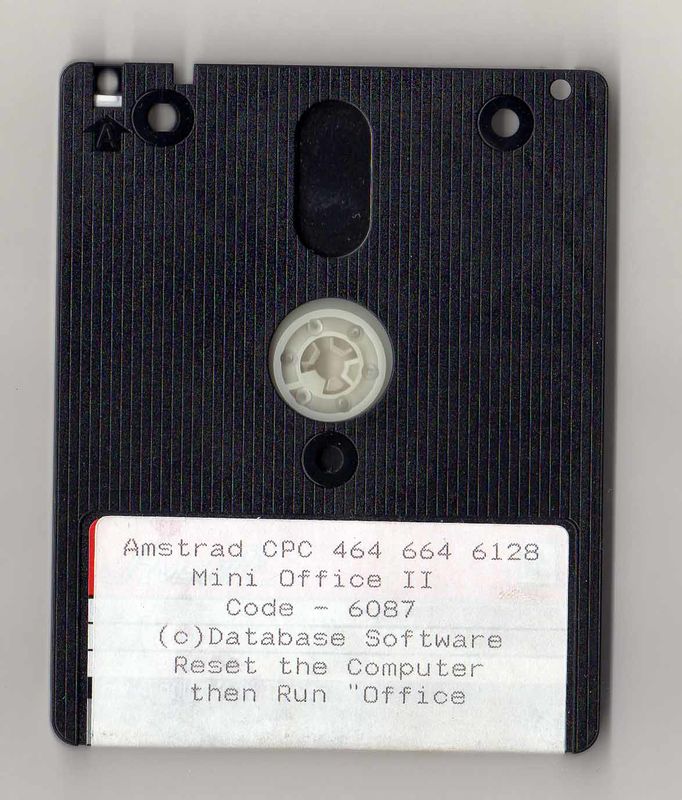 A
Amstrad CPC 464 664 6128
Mini Office II
Code - 6087
(c)Database Software
Reset the Computer
then Run "Office